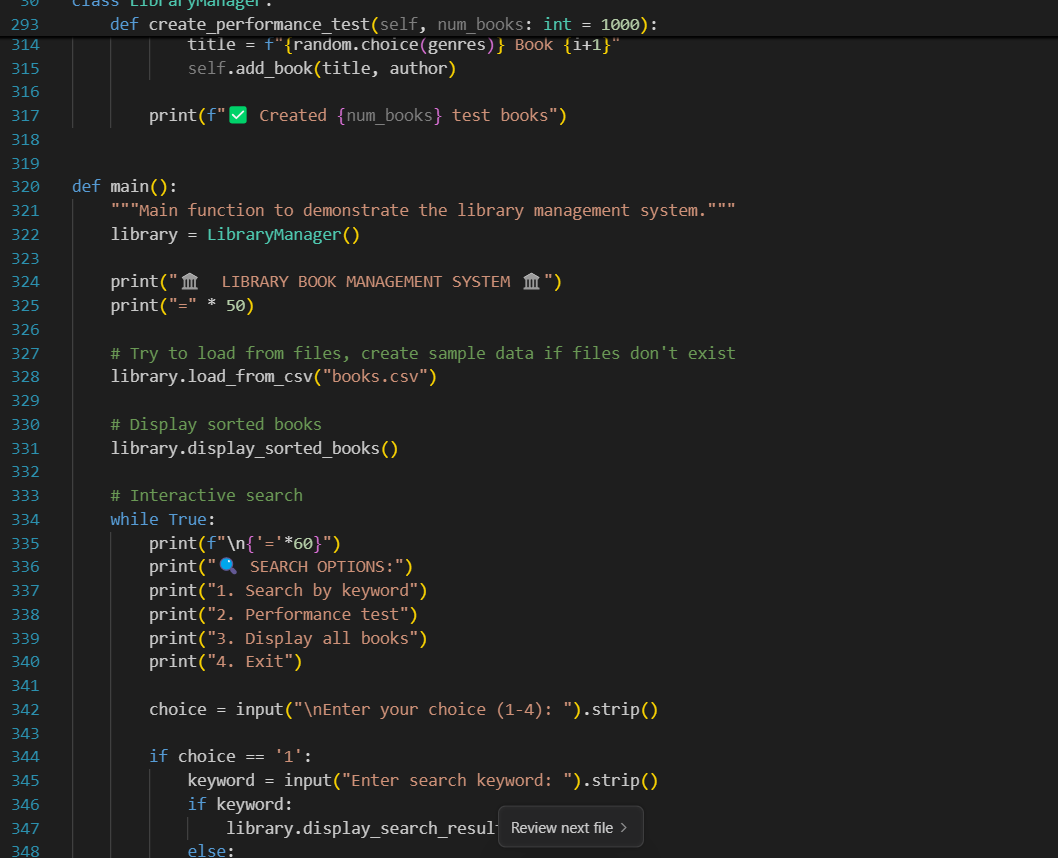 30 class LibraryManager:
293 def create_performance_test(self, num_books: int = 1000):
314 title = f"{random.choice(genres)} Book {i+1}"
315 self.add_book(title, author)
316
317 print(f"✅ Created {num_books} test books")
318
319
320 def main():
321 """Main function to demonstrate the library management system."""
322 library = LibraryManager()
323
324 print("🏛️  LIBRARY BOOK MANAGEMENT SYSTEM 🏛️")
325 print("=" * 50)
326
327 # Try to load from files, create sample data if files don't exist
328 library.load_from_csv("books.csv")
329
330 # Display sorted books
331 library.display_sorted_books()
332
333 # Interactive search
334 while True:
335 print(f"\n{'='*60}")
336 print("🔍 SEARCH OPTIONS:")
337 print("1. Search by keyword")
338 print("2. Performance test")
339 print("3. Display all books")
340 print("4. Exit")
341
342 choice = input("\nEnter your choice (1-4): ").strip()
343
344 if choice == '1':
345 keyword = input("Enter search keyword: ").strip()
346 if keyword:
347 library.display_search_resul
Review next file >
348 else: